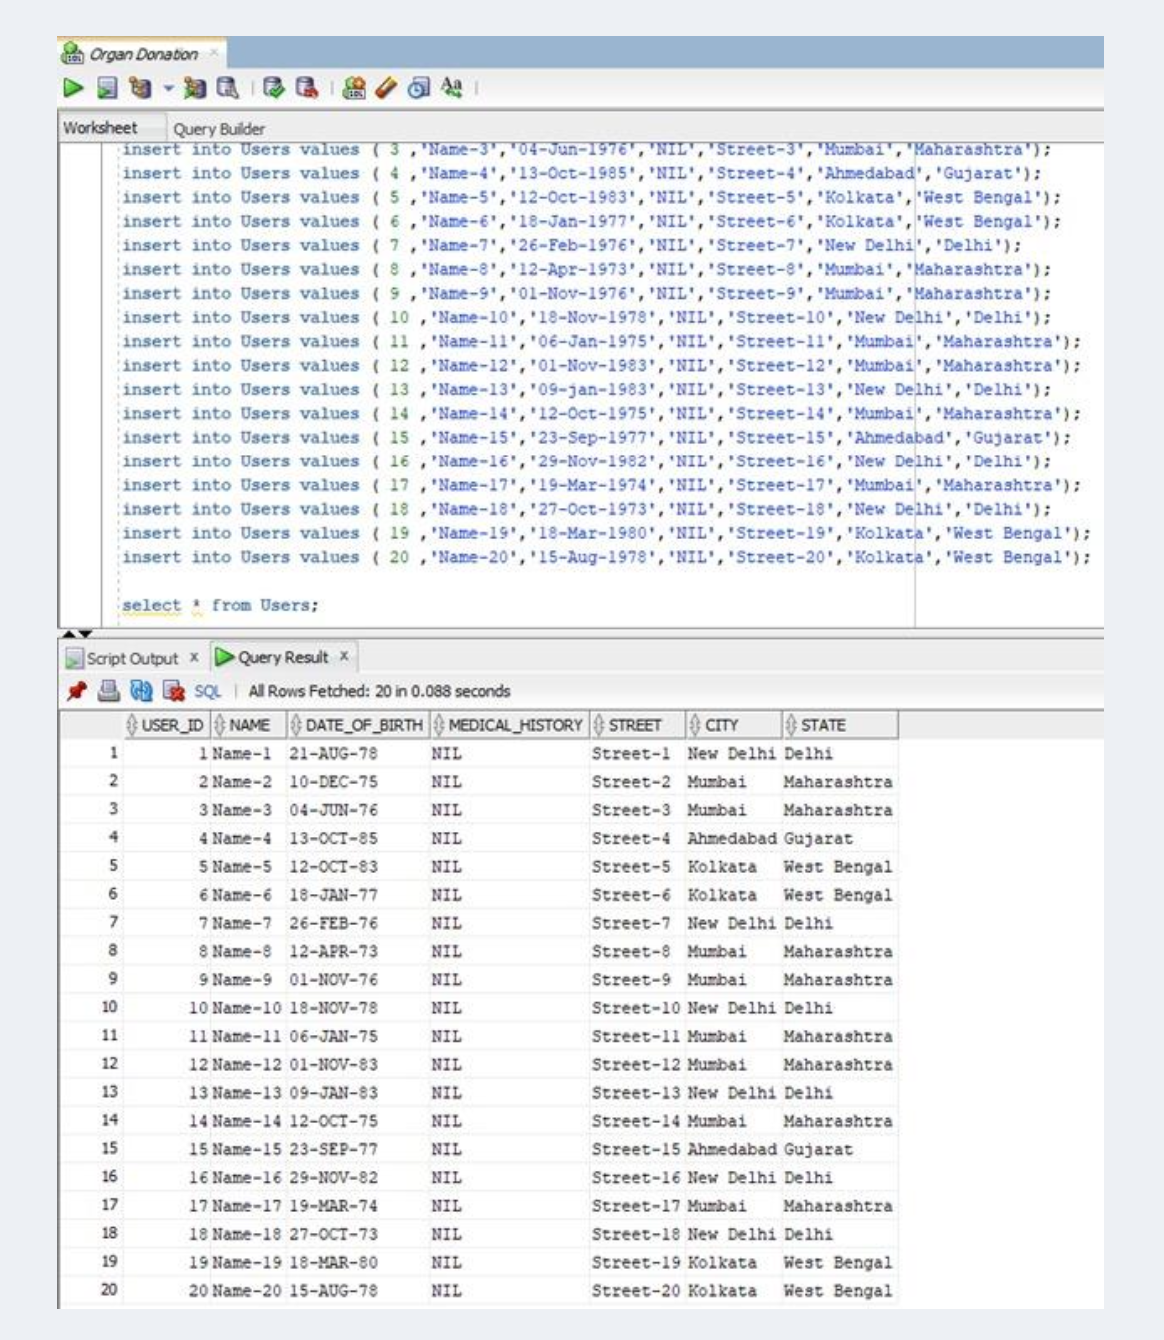 Organ Donation
Worksheet Query Builder
insert into Users values ( 3 ,'Name-3','04-Jun-1976','NIL','Street-3','Mumbai','Maharashtra');
insert into Users values ( 4 ,'Name-4','13-Oct-1985','NIL','Street-4','Ahmedabad','Gujarat');
insert into Users values ( 5 ,'Name-5','12-Oct-1983','NIL','Street-5','Kolkata','West Bengal');
insert into Users values ( 6 ,'Name-6','18-Jan-1977','NIL','Street-6','Kolkata','West Bengal');
insert into Users values ( 7 ,'Name-7','26-Feb-1976','NIL','Street-7','New Delhi','Delhi');
insert into Users values ( 8 ,'Name-8','12-Apr-1973','NIL','Street-8','Mumbai','Maharashtra');
insert into Users values ( 9 ,'Name-9','01-Nov-1976','NIL','Street-9','Mumbai','Maharashtra');
insert into Users values ( 10 ,'Name-10','18-Nov-1978','NIL','Street-10','New Delhi','Delhi');
insert into Users values ( 11 ,'Name-11','06-Jan-1975','NIL','Street-11','Mumbai','Maharashtra');
insert into Users values ( 12 ,'Name-12','01-Nov-1983','NIL','Street-12','Mumbai','Maharashtra');
insert into Users values ( 13 ,'Name-13','09-jan-1983','NIL','Street-13','New Delhi','Delhi');
insert into Users values ( 14 ,'Name-14','12-Oct-1975','NIL','Street-14','Mumbai','Maharashtra');
insert into Users values ( 15 ,'Name-15','23-Sep-1977','NIL','Street-15','Ahmedabad','Gujarat');
insert into Users values ( 16 ,'Name-16','29-Nov-1982','NIL','Street-16','New Delhi','Delhi');
insert into Users values ( 17 ,'Name-17','19-Mar-1974','NIL','Street-17','Mumbai','Maharashtra');
insert into Users values ( 18 ,'Name-18','27-Oct-1973','NIL','Street-18','New Delhi','Delhi');
insert into Users values ( 19 ,'Name-19','18-Mar-1980','NIL','Street-19','Kolkata','West Bengal');
insert into Users values ( 20 ,'Name-20','15-Aug-1978','NIL','Street-20','Kolkata','West Bengal');
select * from Users;
Script Output x Query Result x
SQL | All Rows Fetched: 20 in 0.088 seconds
USER_ID NAME DATE_OF_BIRTH MEDICAL_HISTORY STREET CITY STATE
1 1 Name-1 21-AUG-78 NIL Street-1 New Delhi Delhi
2 2 Name-2 10-DEC-75 NIL Street-2 Mumbai Maharashtra
3 3 Name-3 04-JUN-76 NIL Street-3 Mumbai Maharashtra
4 4 Name-4 13-OCT-85 NIL Street-4 Ahmedabad Gujarat
5 5 Name-5 12-OCT-83 NIL Street-5 Kolkata West Bengal
6 6 Name-6 18-JAN-77 NIL Street-6 Kolkata West Bengal
7 7 Name-7 26-FEB-76 NIL Street-7 New Delhi Delhi
8 8 Name-8 12-APR-73 NIL Street-8 Mumbai Maharashtra
9 9 Name-9 01-NOV-76 NIL Street-9 Mumbai Maharashtra
10 10 Name-10 18-NOV-78 NIL Street-10 New Delhi Delhi
11 11 Name-11 06-JAN-75 NIL Street-11 Mumbai Maharashtra
12 12 Name-12 01-NOV-83 NIL Street-12 Mumbai Maharashtra
13 13 Name-13 09-JAN-83 NIL Street-13 New Delhi Delhi
14 14 Name-14 12-OCT-75 NIL Street-14 Mumbai Maharashtra
15 15 Name-15 23-SEP-77 NIL Street-15 Ahmedabad Gujarat
16 16 Name-16 29-NOV-82 NIL Street-16 New Delhi Delhi
17 17 Name-17 19-MAR-74 NIL Street-17 Mumbai Maharashtra
18 18 Name-18 27-OCT-73 NIL Street-18 New Delhi Delhi
19 19 Name-19 18-MAR-80 NIL Street-19 Kolkata West Bengal
20 20 Name-20 15-AUG-78 NIL Street-20 Kolkata West Bengal